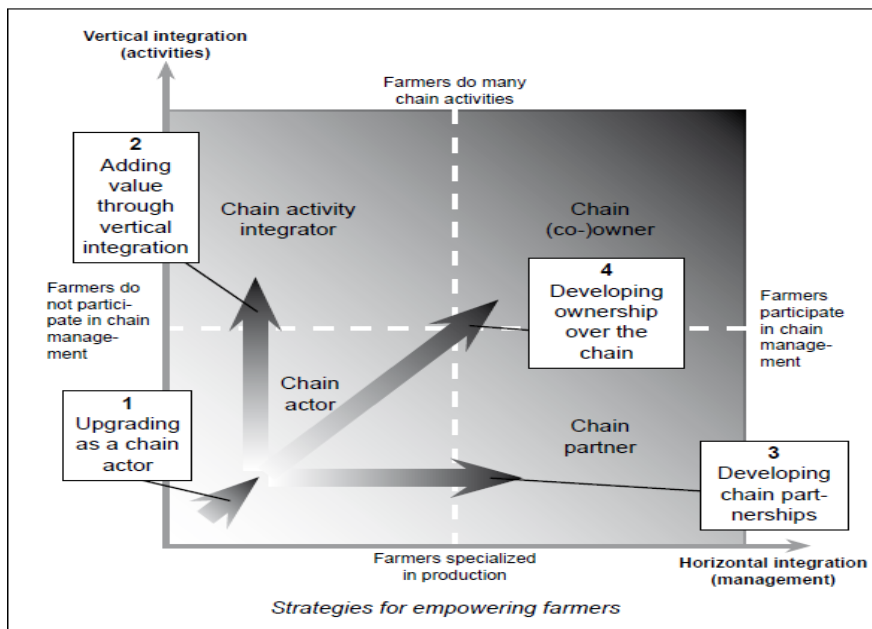 Vertical integration
(activities)
Farmers do many
chain activities
2
Adding
value
through
vertical
integration
Chain activity
integrator
Chain
(co-)owner
4
Developing
ownership
over the
chain
Farmers do
not partici-
pate in chain
manage-
ment
Farmers
participate
in chain
manage-
ment
Chain
actor
1
Upgrading
as a chain
actor
Chain
partner
3
Developing
chain part-
nerships
Farmers specialized
in production
Horizontal integration
(management)
Strategies for empowering farmers